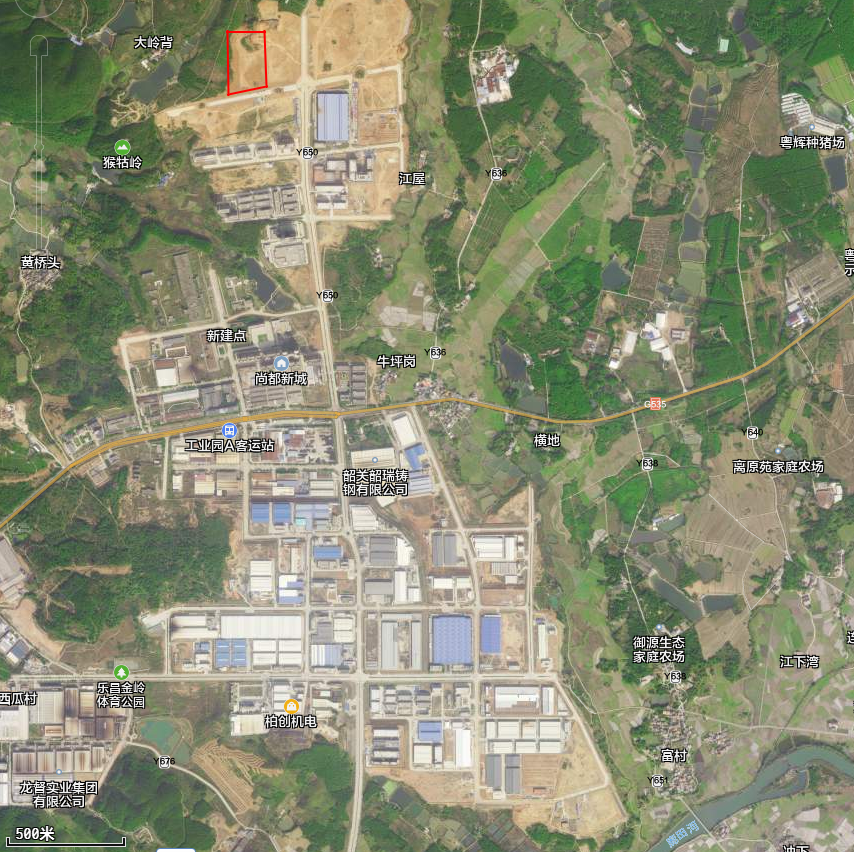 大岭背
粤辉种猪场
Y650
猴牯岭
Y636
江屋
黄桥头
Y650
新建点
牛坪岗
Y636
尚都新城
G535
工业园A客运站
横地
Y638
离原苑家庭农场
韶关韶瑞铸
钢有限公司
御源生态
家庭农场
江下湾
Y63
西瓜村
乐昌金岭
体育公园
柏创机电
富村
Y676
Y651
龙督实业集团
有限公司
500米